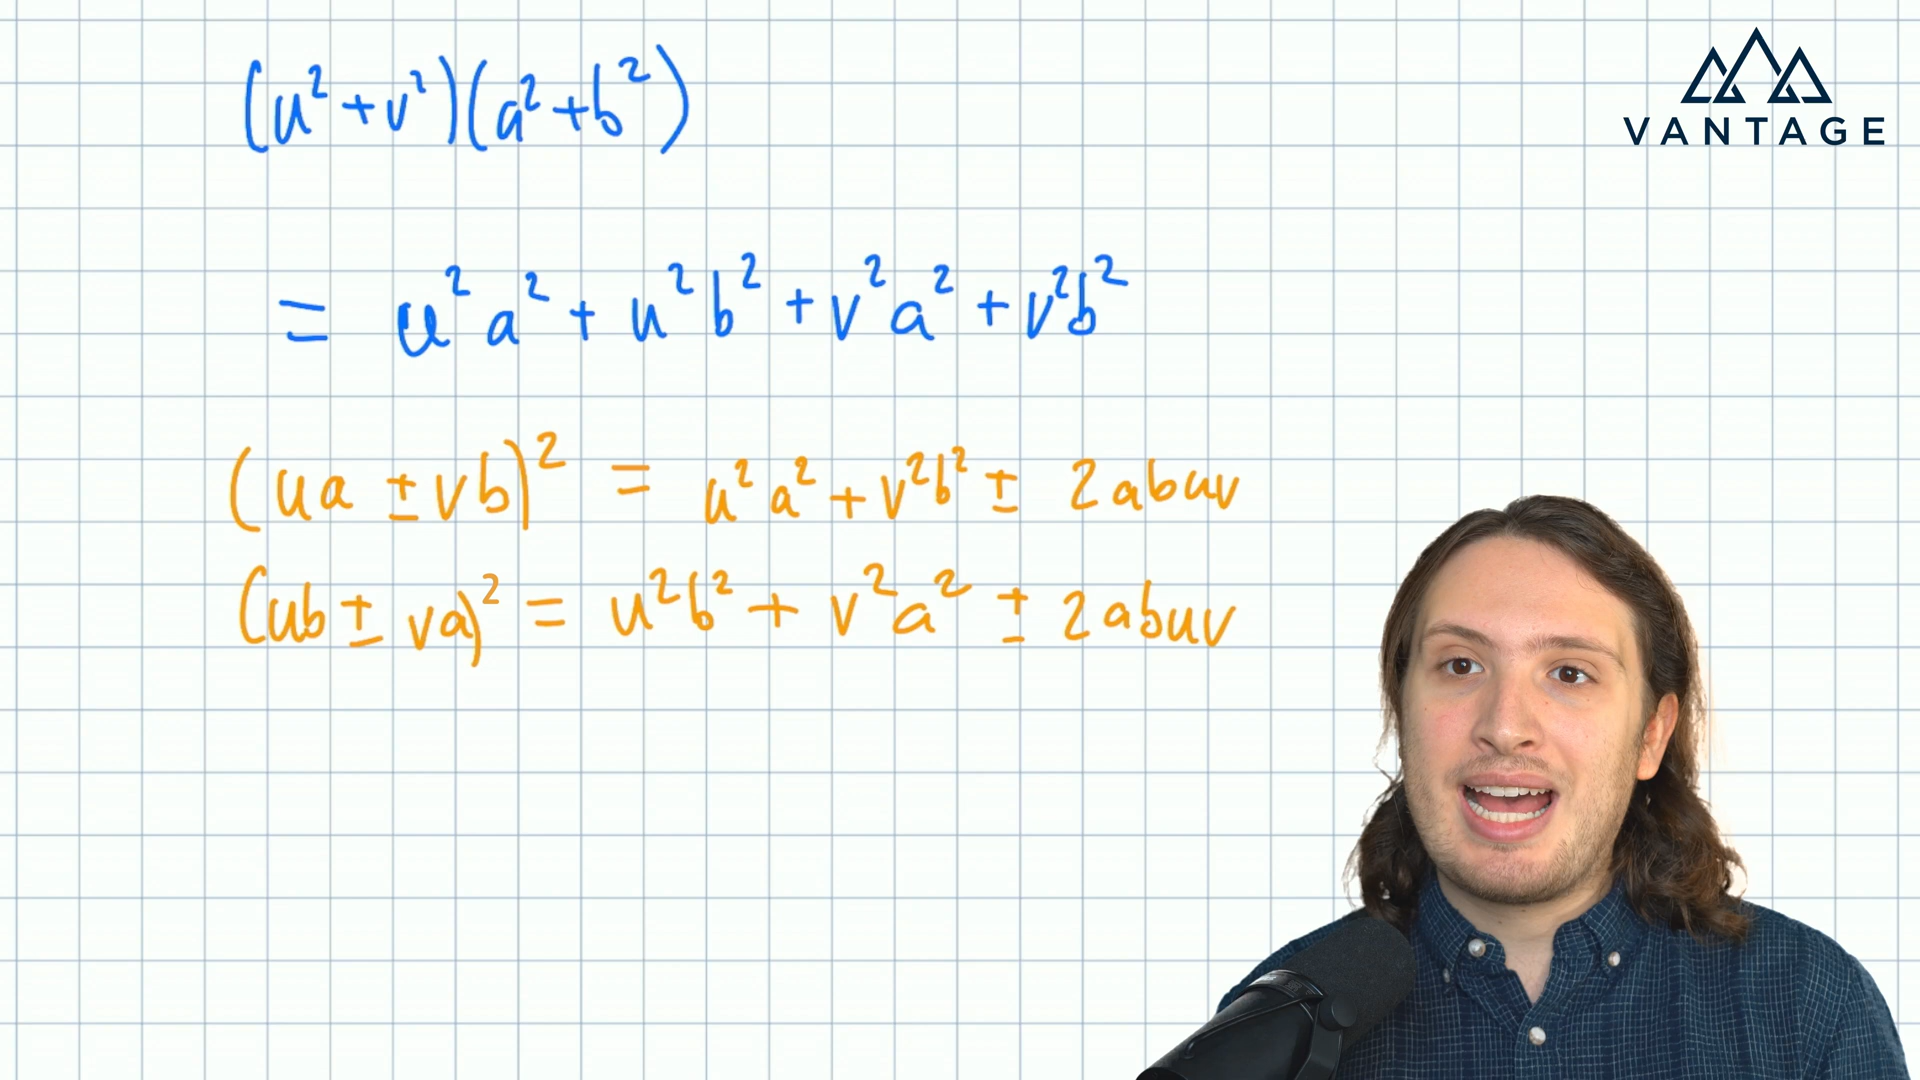 (u²+v²)(a²+b²)
VANTAGE
= u²a² + u²b² + v²a² + v²b²
(ua ± vb)² = u²a² + v²b² ± 2abuv
(ub ± va)² = u²b² + v²a² ± 2abuv